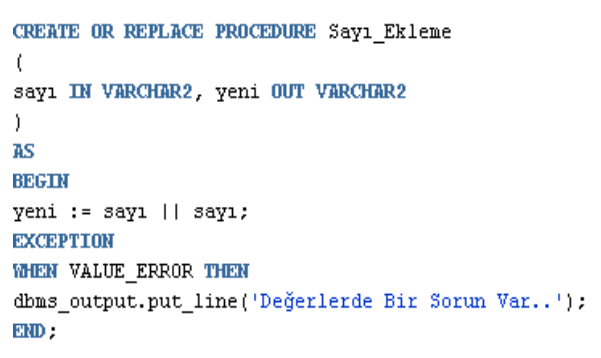 CREATE OR REPLACE PROCEDURE Sayı_Ekleme
(
sayı IN VARCHAR2, yeni OUT VARCHAR2
)
AS
BEGIN
yeni := sayı || sayı;
EXCEPTION
WHEN VALUE_ERROR THEN
dbms_output.put_line('Değerlerde Bir Sorun Var..');
END;